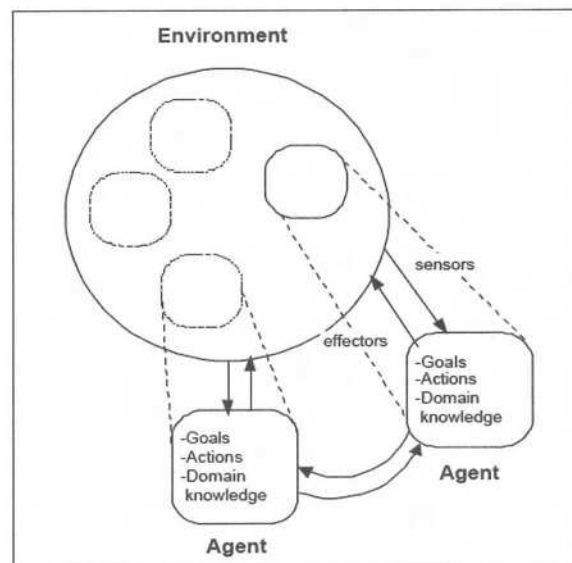 Environment
sensors
effectors
-Goals
-Actions
-Domain
knowledge
Agent
-Goals
-Actions
-Domain
knowledge
Agent